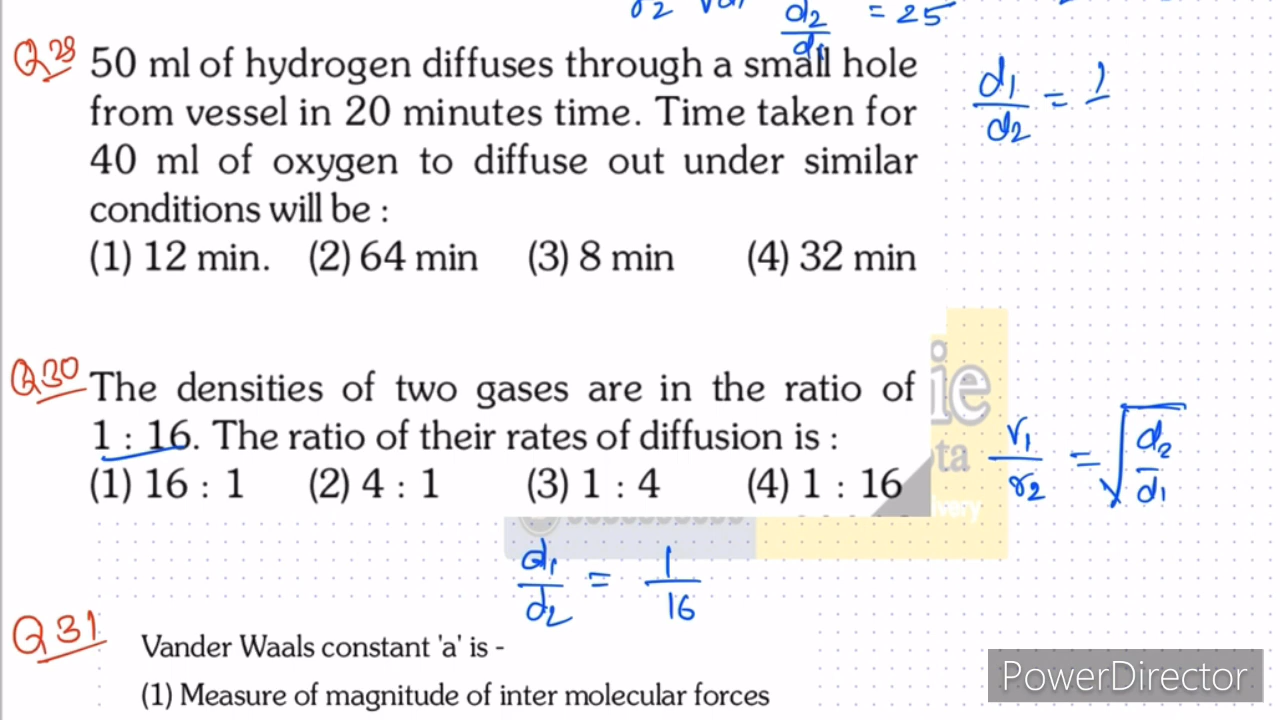 r2
d2
d1
= 25
Q 29
50 ml of hydrogen diffuses through a small hole
from vessel in 20 minutes time. Time taken for
40 ml of oxygen to diffuse out under similar
conditions will be :
(1) 12 min. (2) 64 min (3) 8 min (4) 32 min
d1/d2 = 1
Q30
The densities of two gases are in the ratio of
1 : 16. The ratio of their rates of diffusion is :
(1) 16 : 1 (2) 4 : 1 (3) 1 : 4 (4) 1 : 16
r1/r2 = √d2/d1
d1/d2 = 1/16
Q 31
Vander Waals constant 'a' is -
(1) Measure of magnitude of inter molecular forces
PowerDirector